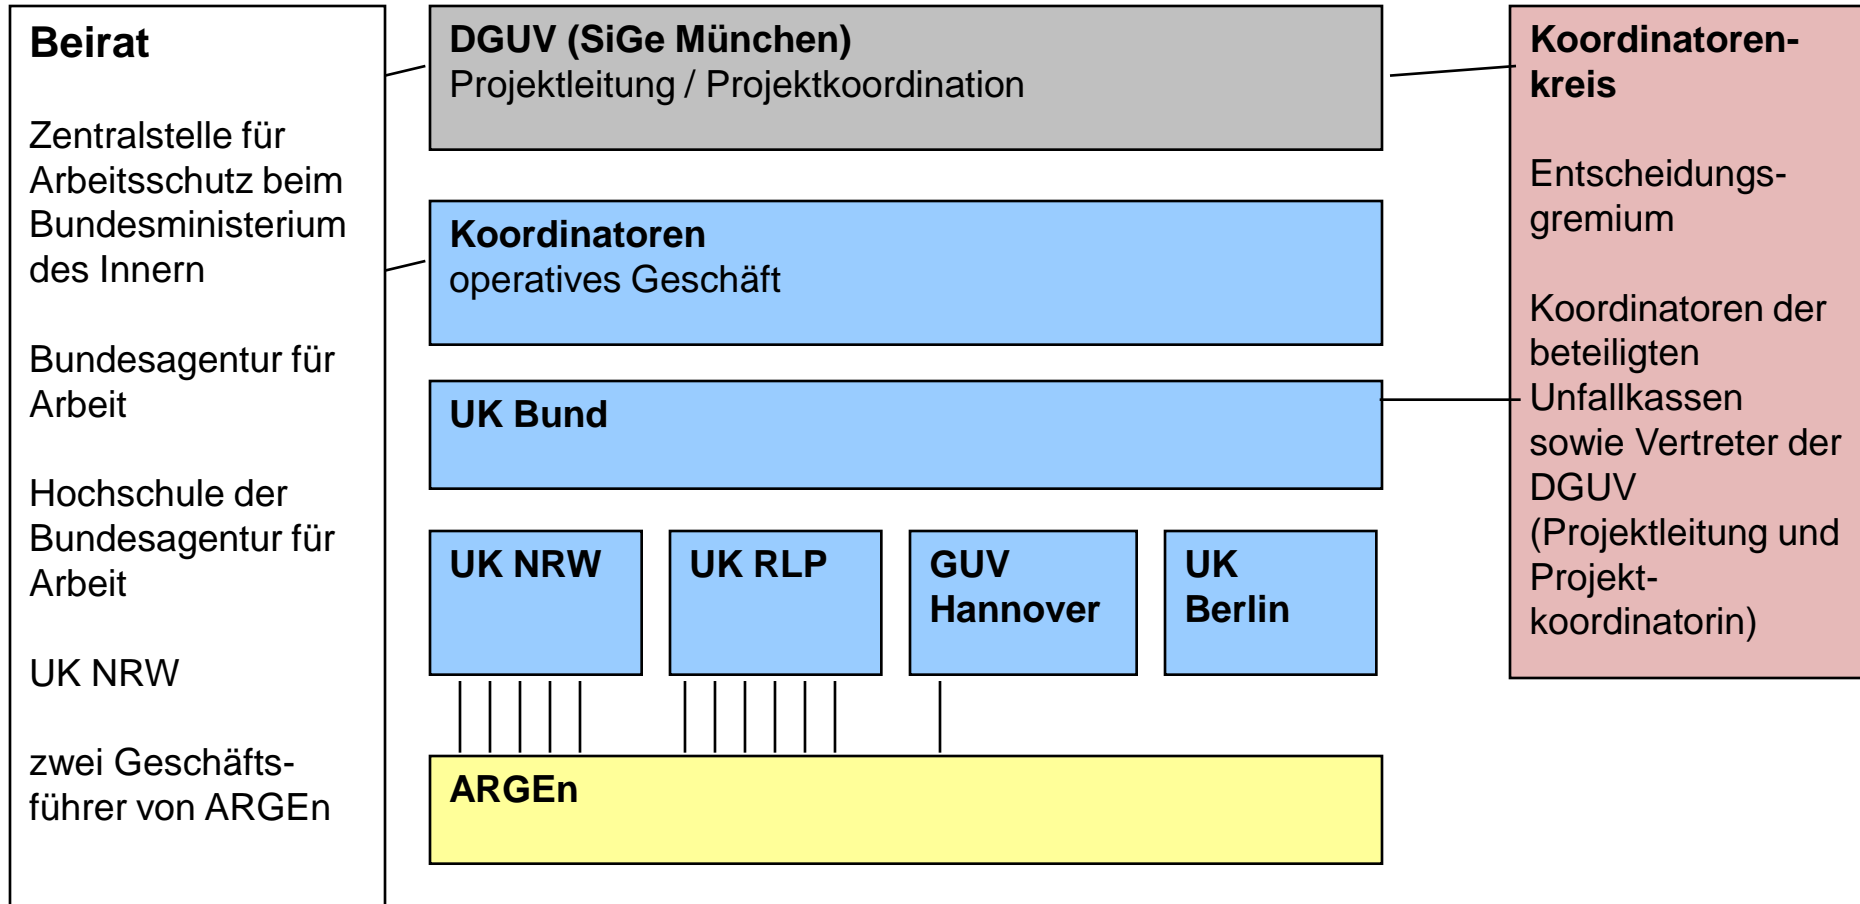 Beirat
Zentralstelle für
Arbeitsschutz beim
Bundesministerium
des Innern
Bundesagentur für
Arbeit
Hochschule der
Bundesagentur für
Arbeit
UK NRW
zwei Geschäfts-
führer von ARGEn
DGUV (SiGe München)
Projektleitung / Projektkoordination
Koordinatoren
operatives Geschäft
UK Bund
UK NRW
UK RLP
GUV
Hannover
UK
Berlin
ARGEn
Koordinatoren-
kreis
Entscheidungs-
gremium
Koordinatoren der
beteiligten
Unfallkassen
sowie Vertreter der
DGUV
(Projektleitung und
Projekt-
koordinatorin)